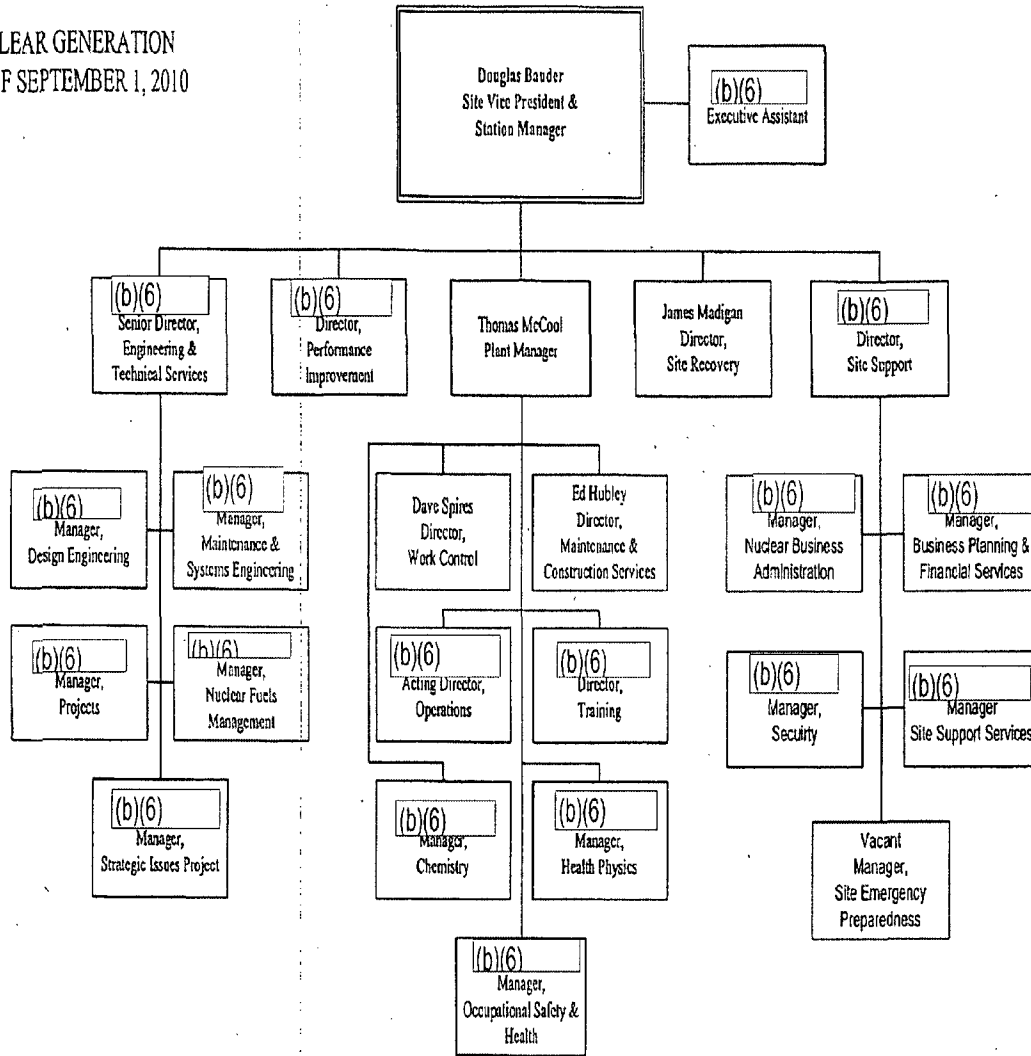 LEAR GENERATION
F SEPTEMBER 1, 2010
Douglas Bauder
Site Vice President &
Station Manager
(b)(6)
Executive Assistant
(b)(6)
Senior Director,
Engineering &
Technical Services
(b)(6)
Director,
Performance
Improvement
Thomas McCool
Plant Manager
James Madigan
Director,
Site Recovery
(b)(6)
Director,
Site Support
(b)(6)
Manager,
Design Engineering
(b)(6)
Manager,
Maintenance &
Systems Engineering
Dave Spires
Director,
Work Control
Ed Hubley
Director,
Maintenance &
Construction Services
(b)(6)
Manager,
Nuclear Business
Administration
(b)(6)
Manager,
Business Planning &
Financial Services
(b)(6)
Manager,
Projects
(b)(6)
Manager,
Nuclear Fuels
Management
(b)(6)
Acting Director,
Operations
(b)(6)
Director,
Training
(b)(6)
Manager,
Secuirty
(b)(6)
Manager
Site Support Services
(b)(6)
Manager,
Strategic Issues Project
(b)(6)
Manager,
Chemistry
(b)(6)
Manager,
Health Physics
Vacant
Manager,
Site Emergency
Preparedness
(b)(6)
Manager,
Occupational Safety &
Health